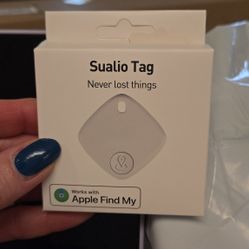 Sualio Tag
Never lost things
Works with
Apple Find My